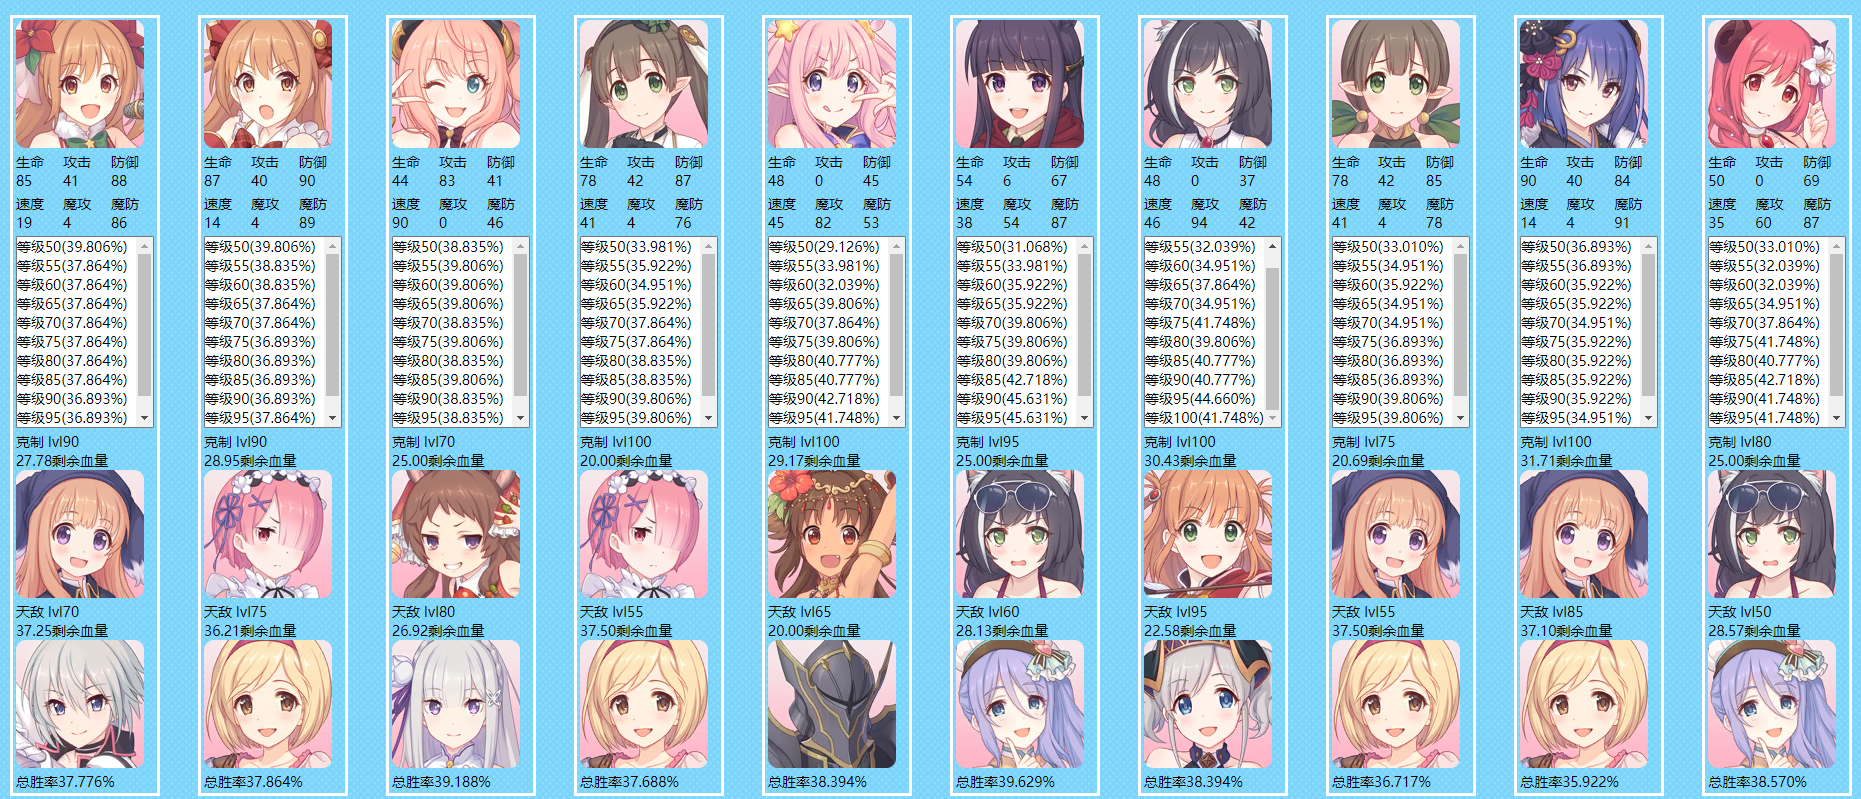 生命 攻击 防御
85 41 88
速度 魔攻 魔防
19 4 86
等级50(39.806%)
等级55(37.864%)
等级60(37.864%)
等级65(37.864%)
等级70(37.864%)
等级75(37.864%)
等级80(37.864%)
等级85(37.864%)
等级90(36.893%)
等级95(36.893%)
克制 lvl90
27.78剩余血量
天敌 lvl70
37.25剩余血量
总胜率37.776%
生命 攻击 防御
87 40 90
速度 魔攻 魔防
14 4 89
等级50(39.806%)
等级55(38.835%)
等级60(38.835%)
等级65(37.864%)
等级70(37.864%)
等级75(36.893%)
等级80(36.893%)
等级85(36.893%)
等级90(36.893%)
等级95(37.864%)
克制 lvl90
28.95剩余血量
天敌 lvl75
36.21剩余血量
总胜率37.864%
生命 攻击 防御
44 83 41
速度 魔攻 魔防
90 0 46
等级50(38.835%)
等级55(39.806%)
等级60(39.806%)
等级65(39.806%)
等级70(38.835%)
等级75(39.806%)
等级80(38.835%)
等级85(39.806%)
等级90(38.835%)
等级95(38.835%)
克制 lvl70
25.00剩余血量
天敌 lvl80
26.92剩余血量
总胜率39.188%
生命 攻击 防御
78 42 87
速度 魔攻 魔防
41 4 76
等级50(33.981%)
等级55(35.922%)
等级60(34.951%)
等级65(35.922%)
等级70(37.864%)
等级75(37.864%)
等级80(38.835%)
等级85(38.835%)
等级90(39.806%)
等级95(39.806%)
克制 lvl100
20.00剩余血量
天敌 lvl55
37.50剩余血量
总胜率37.688%
生命 攻击 防御
48 0 45
速度 魔攻 魔防
45 82 53
等级50(29.126%)
等级55(33.981%)
等级60(32.039%)
等级65(39.806%)
等级70(37.864%)
等级75(39.806%)
等级80(40.777%)
等级85(40.777%)
等级90(42.718%)
等级95(41.748%)
克制 lvl100
29.17剩余血量
天敌 lvl65
20.00剩余血量
总胜率38.394%
生命 攻击 防御
54 6 67
速度 魔攻 魔防
38 54 87
等级50(31.068%)
等级55(33.981%)
等级60(35.922%)
等级65(35.922%)
等级70(39.806%)
等级75(39.806%)
等级80(39.806%)
等级85(42.718%)
等级90(45.631%)
等级95(45.631%)
克制 lvl95
25.00剩余血量
天敌 lvl60
28.13剩余血量
总胜率39.629%
生命 攻击 防御
48 0 37
速度 魔攻 魔防
46 94 42
等级55(32.039%)
等级60(34.951%)
等级65(37.864%)
等级70(34.951%)
等级75(41.748%)
等级80(39.806%)
等级85(40.777%)
等级90(40.777%)
等级95(44.660%)
等级100(41.748%)
克制 lvl100
30.43剩余血量
天敌 lvl95
22.58剩余血量
总胜率38.394%
生命 攻击 防御
78 42 85
速度 魔攻 魔防
41 4 78
等级50(33.010%)
等级55(34.951%)
等级60(35.922%)
等级65(34.951%)
等级70(34.951%)
等级75(36.893%)
等级80(36.893%)
等级85(36.893%)
等级90(39.806%)
等级95(39.806%)
克制 lvl75
20.69剩余血量
天敌 lvl55
37.50剩余血量
总胜率36.717%
生命 攻击 防御
90 40 84
速度 魔攻 魔防
14 4 91
等级50(36.893%)
等级55(36.893%)
等级60(35.922%)
等级65(35.922%)
等级70(34.951%)
等级75(35.922%)
等级80(35.922%)
等级85(35.922%)
等级90(35.922%)
等级95(34.951%)
克制 lvl100
31.71剩余血量
天敌 lvl85
37.10剩余血量
总胜率35.922%
生命 攻击 防御
50 0 69
速度 魔攻 魔防
35 60 87
等级50(33.010%)
等级55(32.039%)
等级60(32.039%)
等级65(34.951%)
等级70(37.864%)
等级75(41.748%)
等级80(40.777%)
等级85(42.718%)
等级90(41.748%)
等级95(41.748%)
克制 lvl80
25.00剩余血量
天敌 lvl50
28.57剩余血量
总胜率38.570%